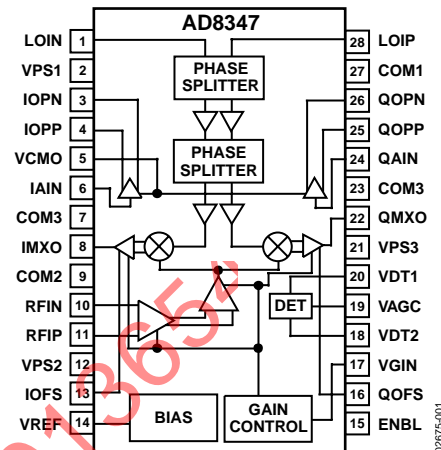 AD8347
LOIN 1
VPS1 2
IOPN 3
IOPP 4
VCMO 5
IAIN 6
COM3 7
IMXO 8
COM2 9
RFIN 10
RFIP 11
VPS2 12
IOFS 13
VREF 14
28 LOIP
27 COM1
26 QOPN
25 QOPP
24 QAIN
23 COM3
22 QMXO
21 VPS3
20 VDT1
19 VAGC
18 VDT2
17 VGIN
16 QOFS
15 ENBL
PHASE
SPLITTER
PHASE
SPLITTER
DET
BIAS
GAIN
CONTROL
02675-001